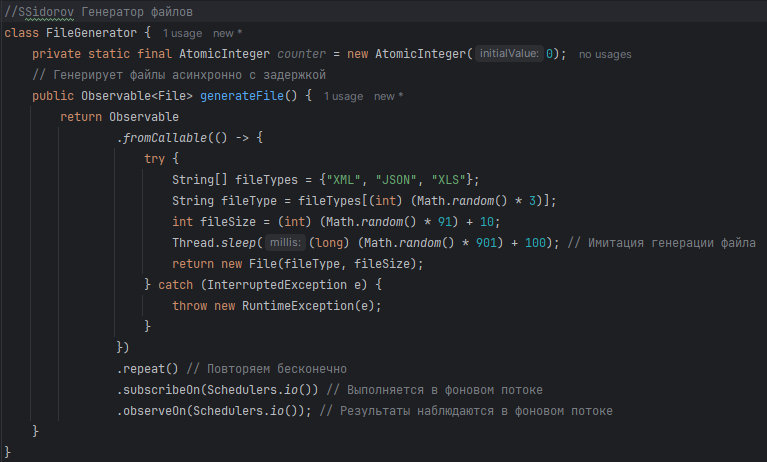 //SSidorov Генератор файлов
class FileGenerator { 1 usage new *
private static final AtomicInteger counter = new AtomicInteger( initialValue: 0); no usages
// Генерирует файлы асинхронно с задержкой
public Observable<File> generateFile() { 1 usage new *
return Observable
.fromCallable(() -> {
try {
String[] fileTypes = {"XML", "JSON", "XLS"};
String fileType = fileTypes[(int) (Math.random() * 3)];
int fileSize = (int) (Math.random() * 91) + 10;
Thread.sleep( millis: (long) (Math.random() * 901) + 100); // Имитация генерации файла
return new File(fileType, fileSize);
} catch (InterruptedException e) {
throw new RuntimeException(e);
}
})
.repeat() // Повторяем бесконечно
.subscribeOn(Schedulers.io()) // Выполняется в фоновом потоке
.observeOn(Schedulers.io()); // Результаты наблюдаются в фоновом потоке
}
}